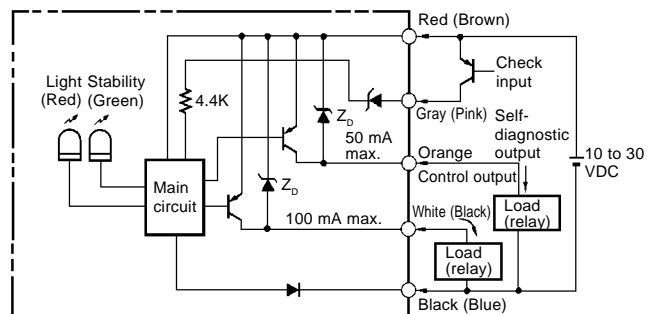 Red (Brown)
Light Stability
(Red) (Green)
4.4K
Check
input
Gray (Pink)
Z_D
50 mA
max.
Self-
diagnostic
output
Orange
Control output
10 to 30
VDC
Main
circuit
Z_D
100 mA max.
White (Black)
Load
(relay)
Load
(relay)
Black (Blue)